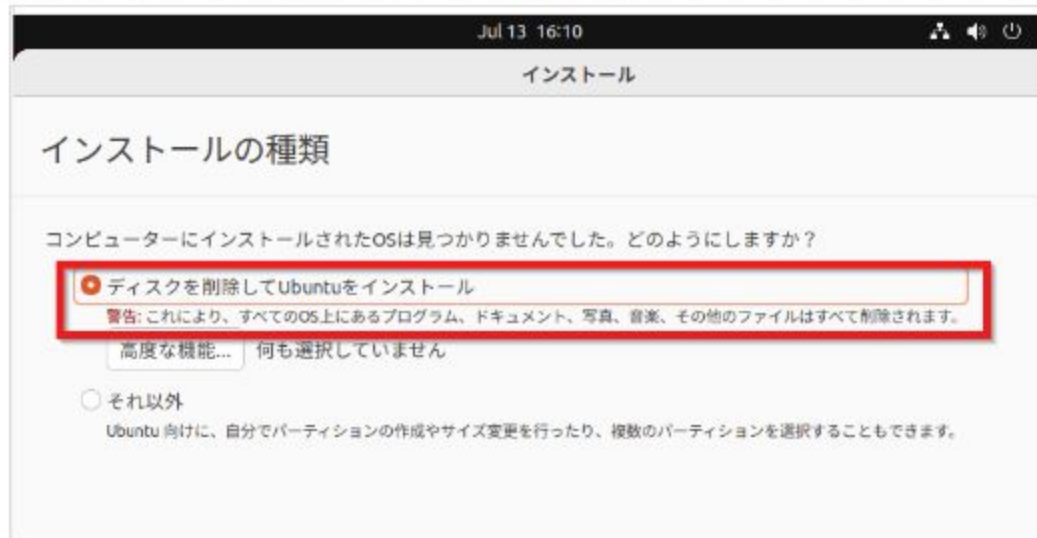 Jul 13 16:10
インストール
インストールの種類
コンピューターにインストールされたOSは見つかりませんでした。どのようにしますか？
ディスクを削除してUbuntuをインストール
警告: これにより、すべてのOS上にあるプログラム、ドキュメント、写真、音楽、その他のファイルはすべて削除されます。
高度な機能... 何も選択していません
それ以外
Ubuntu 向けに、自分でパーティションの作成やサイズ変更を行ったり、複数のパーティションを選択することもできます。